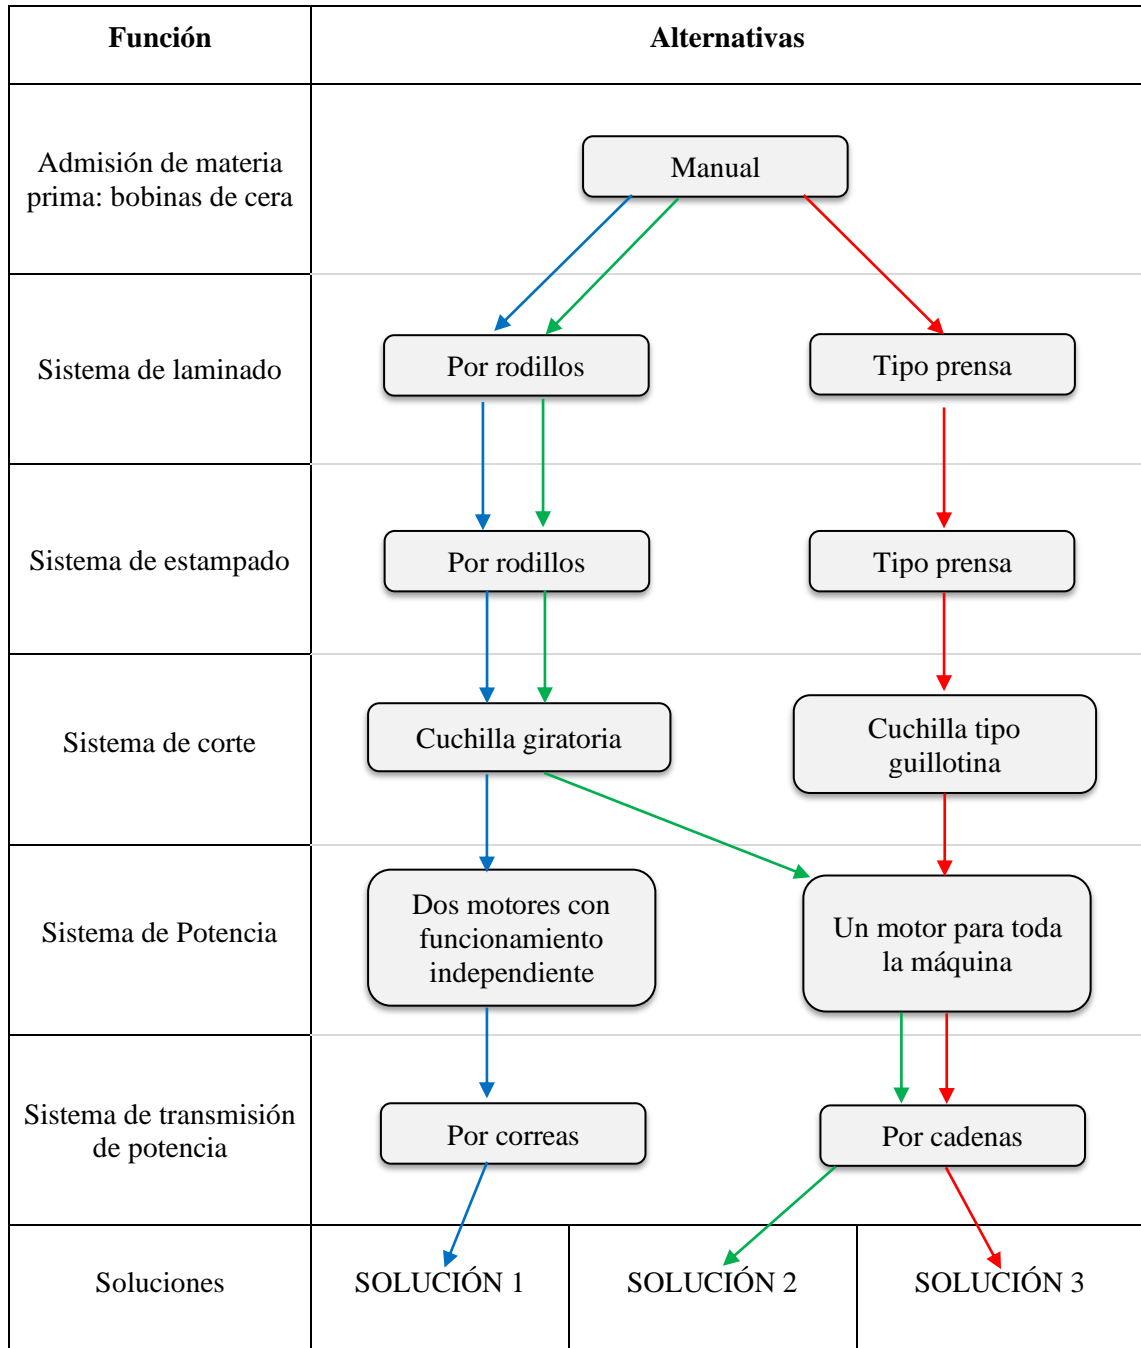 Función
Alternativas
Admisión de materia
prima: bobinas de cera
Manual
Sistema de laminado
Por rodillos
Tipo prensa
Sistema de estampado
Por rodillos
Tipo prensa
Sistema de corte
Cuchilla giratoria
Cuchilla tipo
guillotina
Sistema de Potencia
Dos motores con
funcionamiento
independiente
Un motor para toda
la máquina
Sistema de transmisión
de potencia
Por correas
Por cadenas
Soluciones
SOLUCIÓN 1
SOLUCIÓN 2
SOLUCIÓN 3